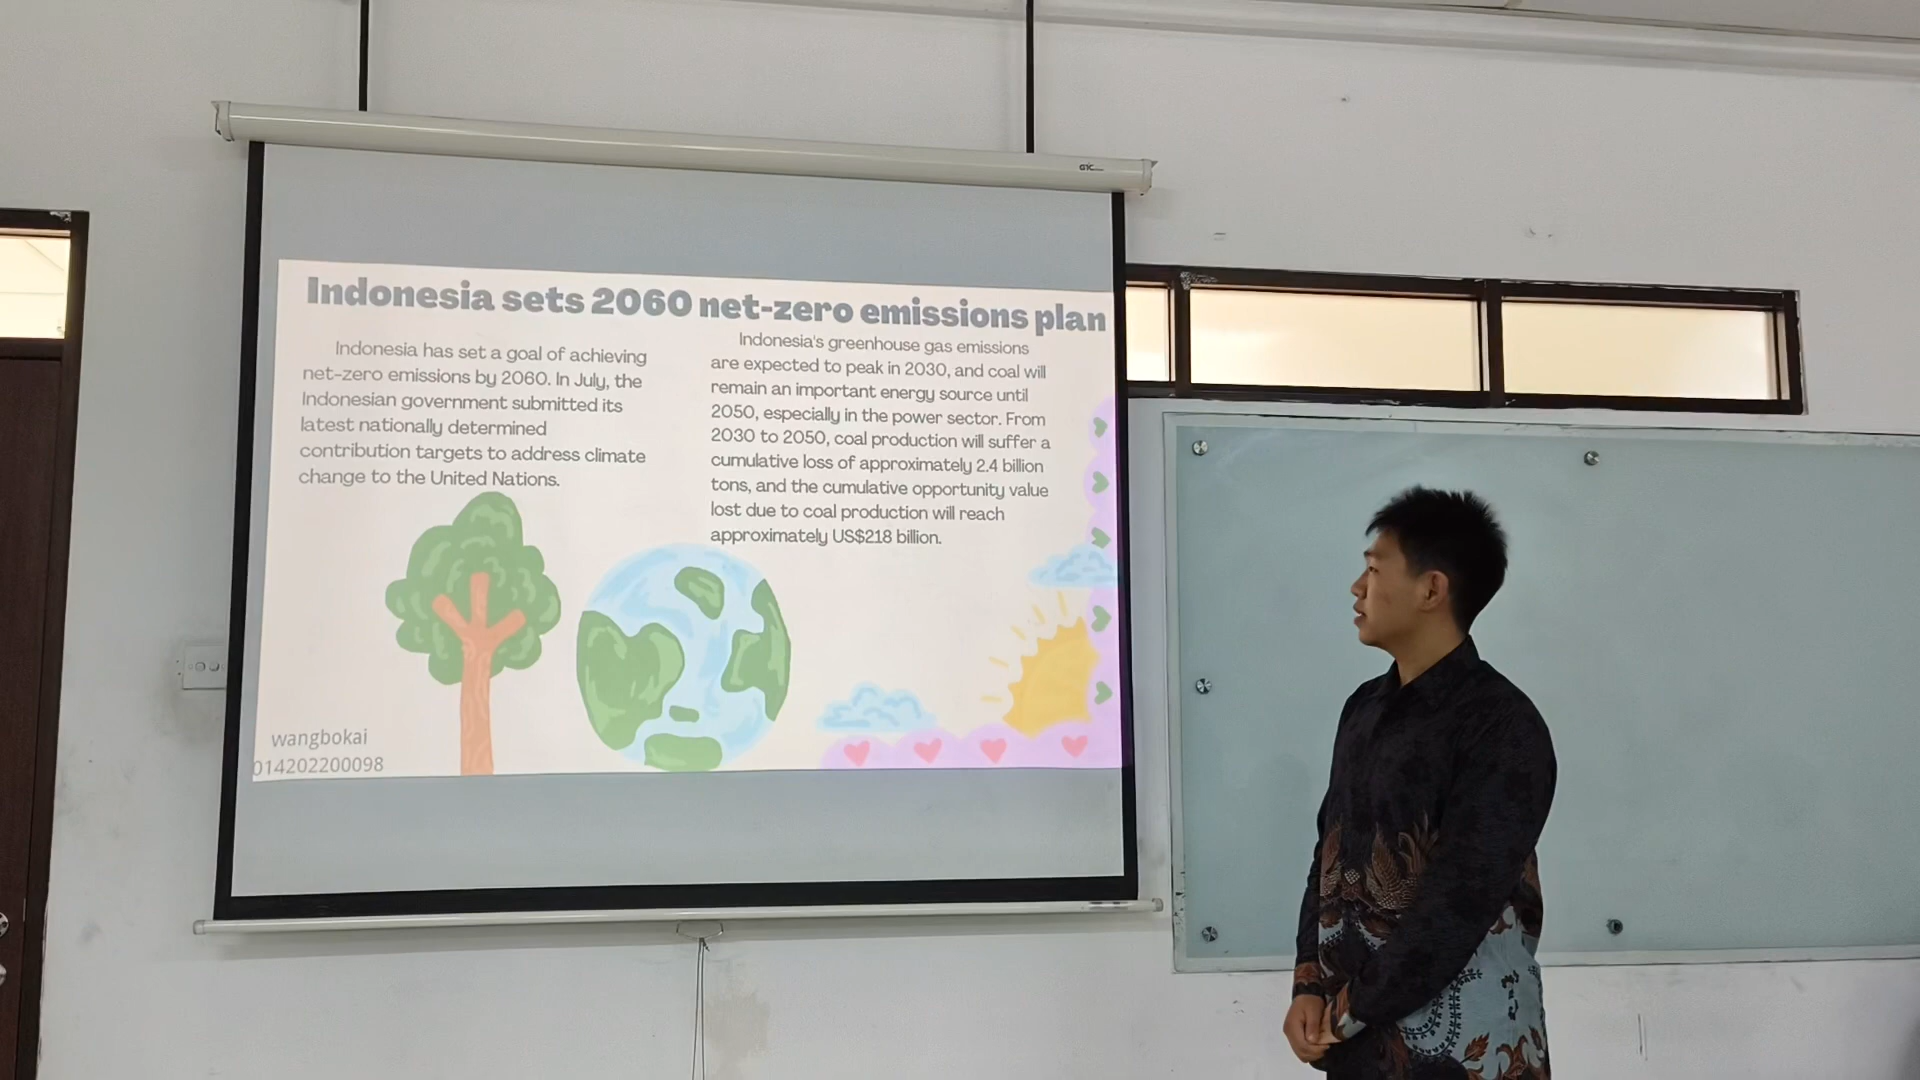 GYC
Indonesia sets 2060 net-zero emissions plan
Indonesia has set a goal of achieving
net-zero emissions by 2060. In July, the
Indonesian government submitted its
latest nationally determined
contribution targets to address climate
change to the United Nations.
Indonesia's greenhouse gas emissions
are expected to peak in 2030, and coal will
remain an important energy source until
2050, especially in the power sector. From
2030 to 2050, coal production will suffer a
cumulative loss of approximately 2.4 billion
tons, and the cumulative opportunity value
lost due to coal production will reach
approximately US$218 billion.
wangbokai
014202200098